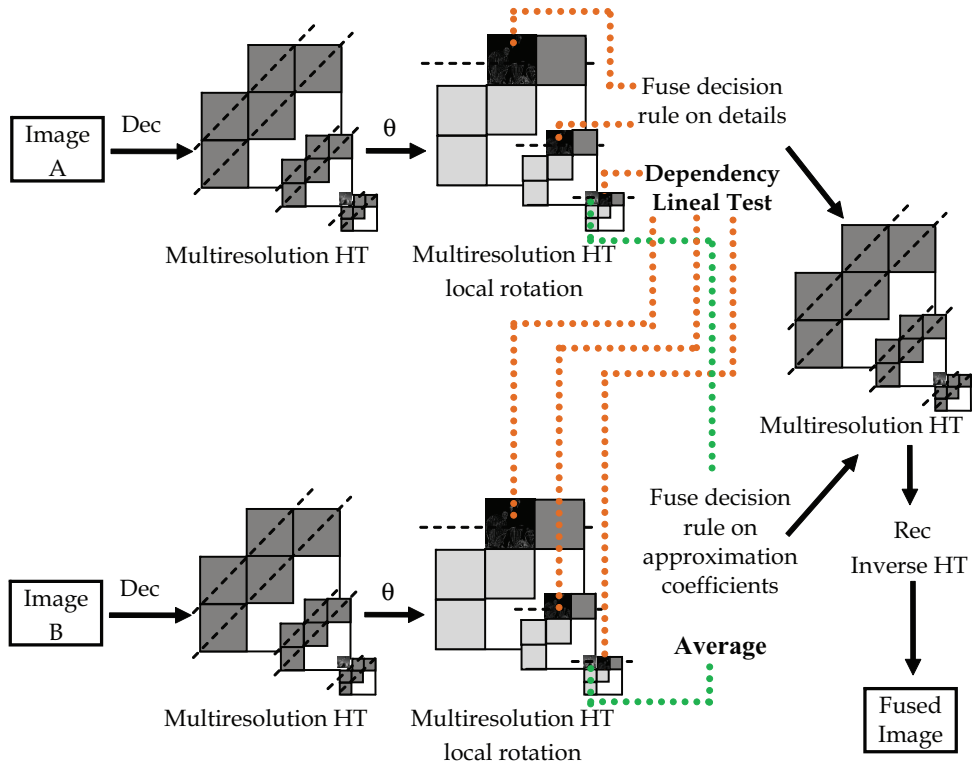 Image
A
Dec
Multiresolution HT
θ
Multiresolution HT
local rotation
Fuse decision
rule on details
Dependency
Lineal Test
Multiresolution HT
Image
B
Dec
Multiresolution HT
θ
Multiresolution HT
local rotation
Fuse decision
rule on
approximation
coefficients
Average
Rec
Inverse HT
Fused
Image